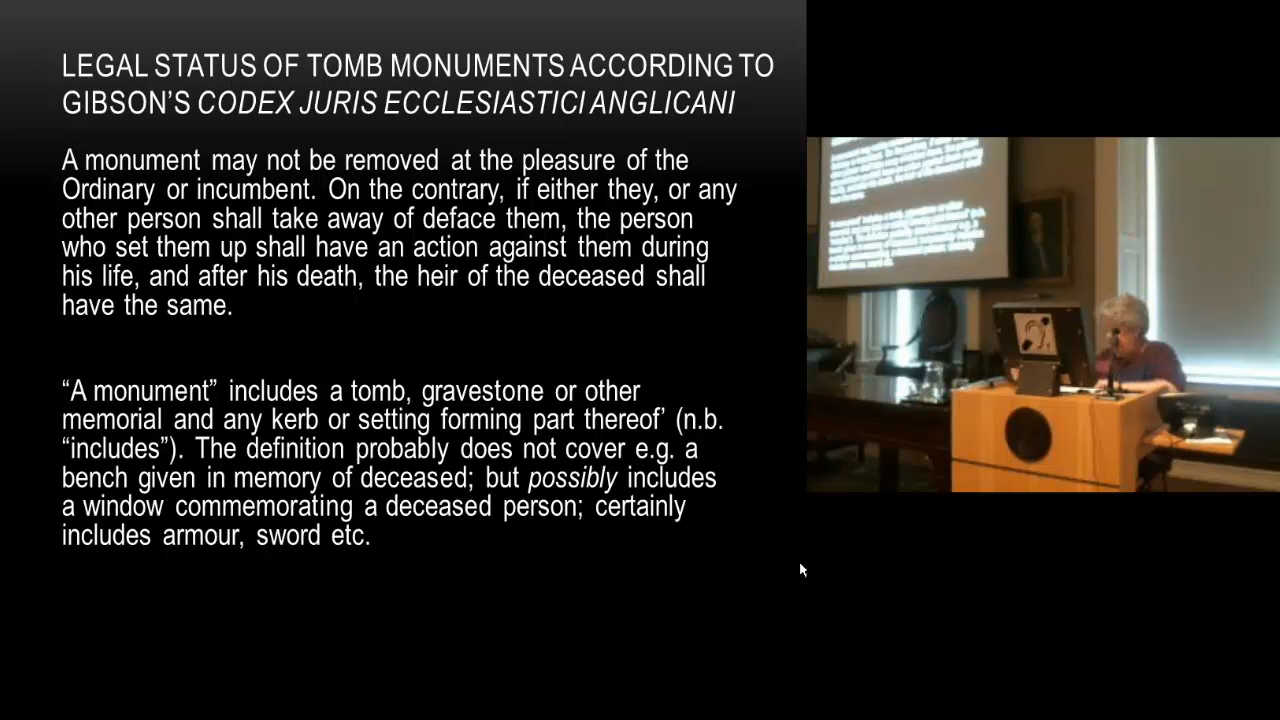 LEGAL STATUS OF TOMB MONUMENTS ACCORDING TO
GIBSON’S CODEX JURIS ECCLESIASTICI ANGLICANI
A monument may not be removed at the pleasure of the
Ordinary or incumbent. On the contrary, if either they, or any
other person shall take away of deface them, the person
who set them up shall have an action against them during
his life, and after his death, the heir of the deceased shall
have the same.
“A monument” includes a tomb, gravestone or other
memorial and any kerb or setting forming part thereof’ (n.b.
“includes”). The definition probably does not cover e.g. a
bench given in memory of deceased; but possibly includes
a window commemorating a deceased person; certainly
includes armour, sword etc.